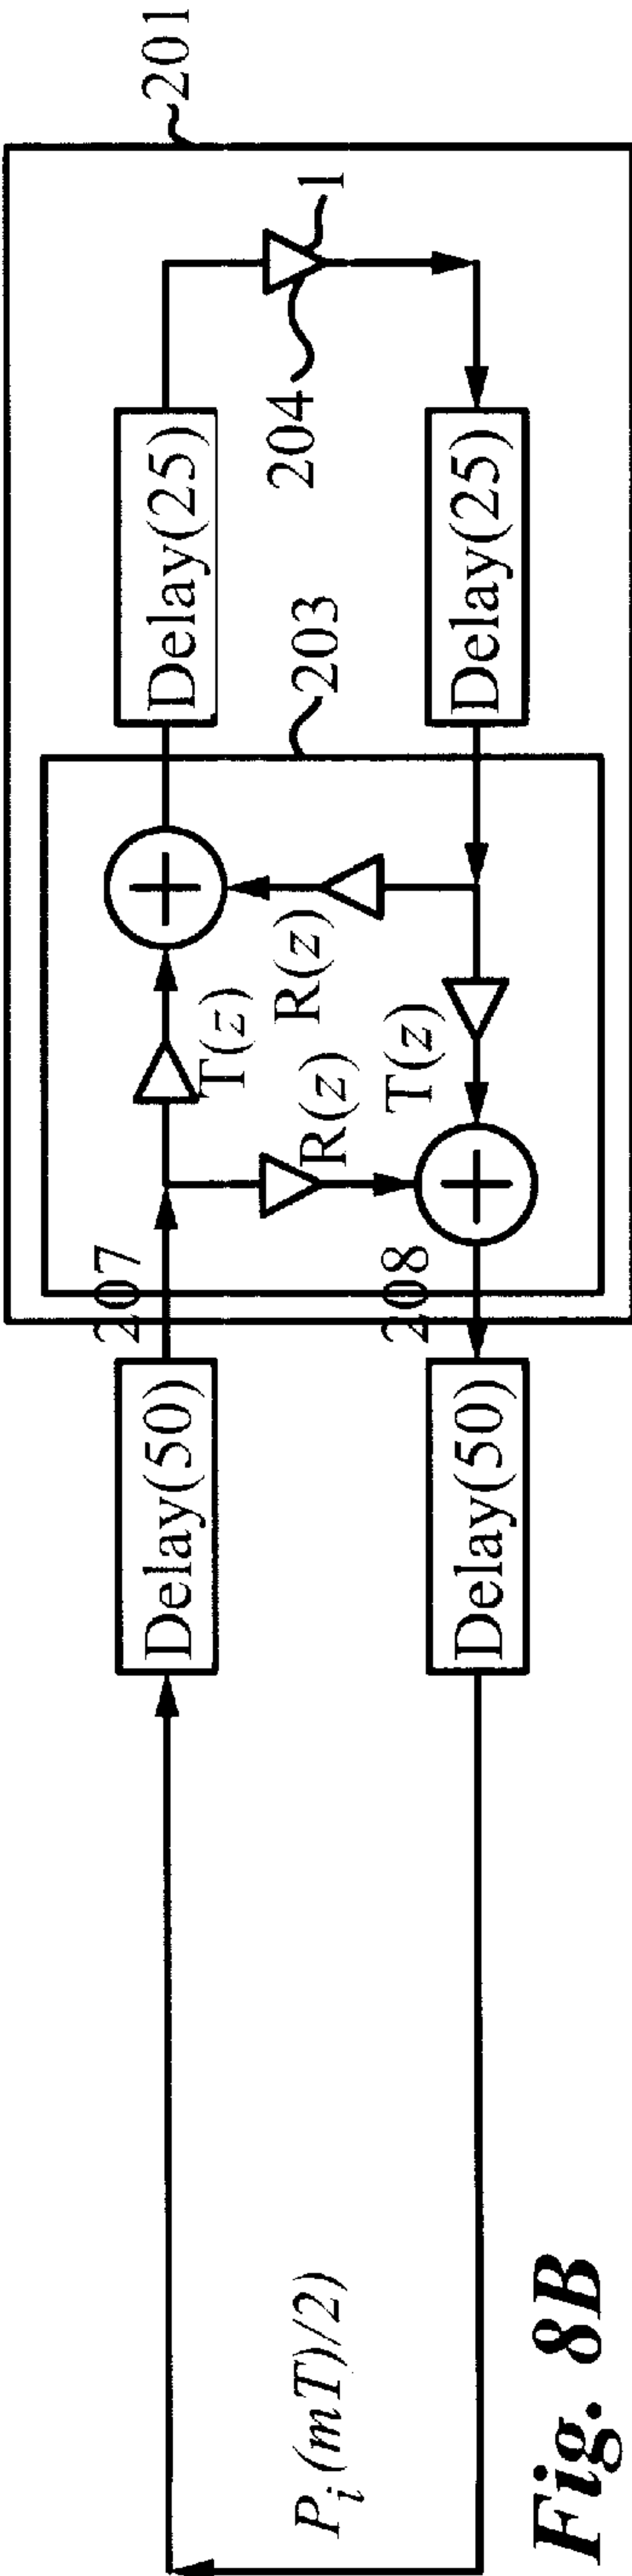 201
1
204
Delay(25)
Delay(25)
203
R(z)
T(z)
T(z)
R(z)
207
208
Delay(50)
Delay(50)
P_i (mT)/2)
Fig. 8B